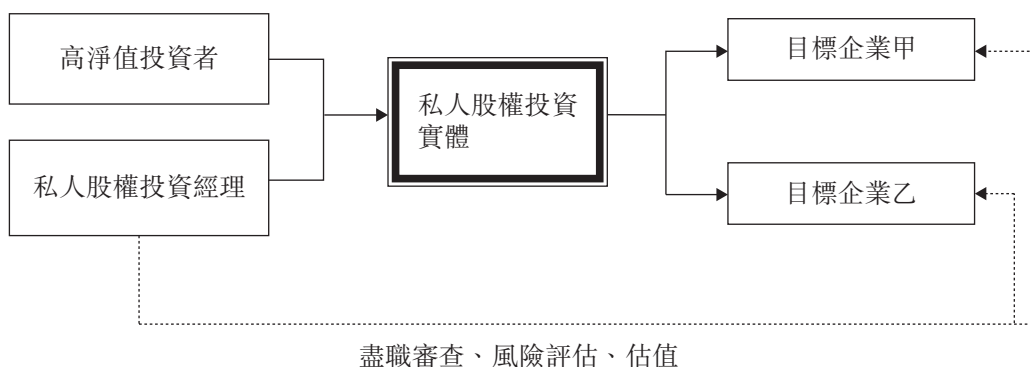 高淨值投資者
私人股權投資經理
私人股權投資
實體
目標企業甲
目標企業乙
盡職審查、風險評估、估值